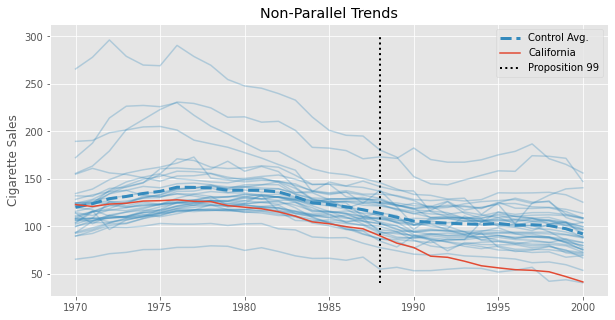 Non-Parallel Trends
Control Avg.
California
Proposition 99
Cigarette Sales
300
250
200
150
100
50
1970
1975
1980
1985
1990
1995
2000